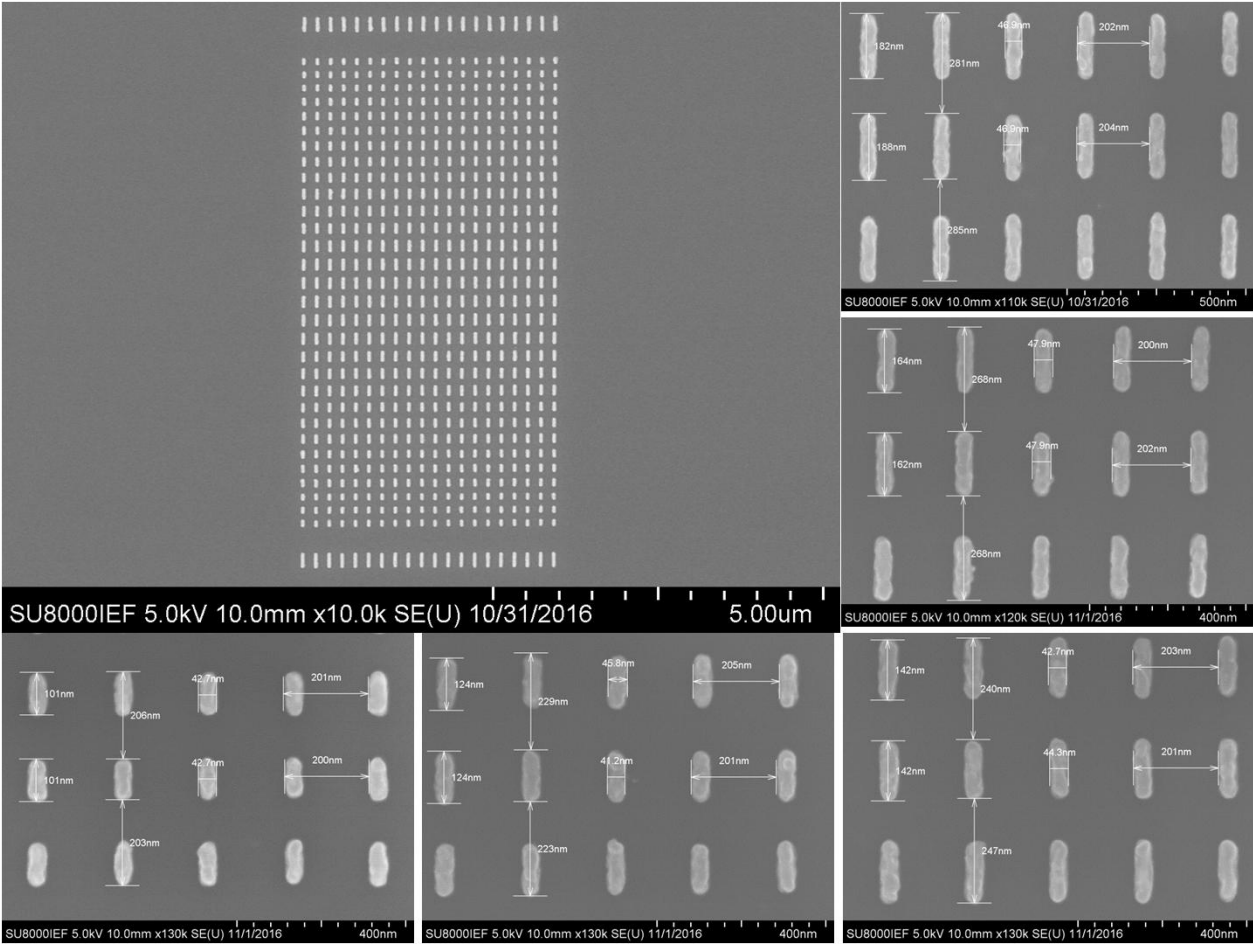 SU8000IEF 5.0kV 10.0mm x10.0k SE(U) 10/31/2016 5.00um
182nm 281nm 46.9nm 202nm
188nm 46.9nm 204nm
285nm
SU8000IEF 5.0kV 10.0mm x110k SE(U) 10/31/2016 500nm
164nm 268nm 47.9nm 200nm
162nm 47.9nm 202nm
268nm
SU8000IEF 5.0kV 10.0mm x120k SE(U) 11/1/2016 400nm
101nm 206nm 42.7nm 201nm
101nm 42.7nm 200nm
203nm
SU8000IEF 5.0kV 10.0mm x130k SE(U) 11/1/2016 400nm
124nm 229nm 45.8nm 205nm
124nm 41.2nm 201nm
223nm
SU8000IEF 5.0kV 10.0mm x130k SE(U) 11/1/2016 400nm
142nm 240nm 42.7nm 203nm
142nm 44.3nm 201nm
247nm
SU8000IEF 5.0kV 10.0mm x130k SE(U) 11/1/2016 400nm